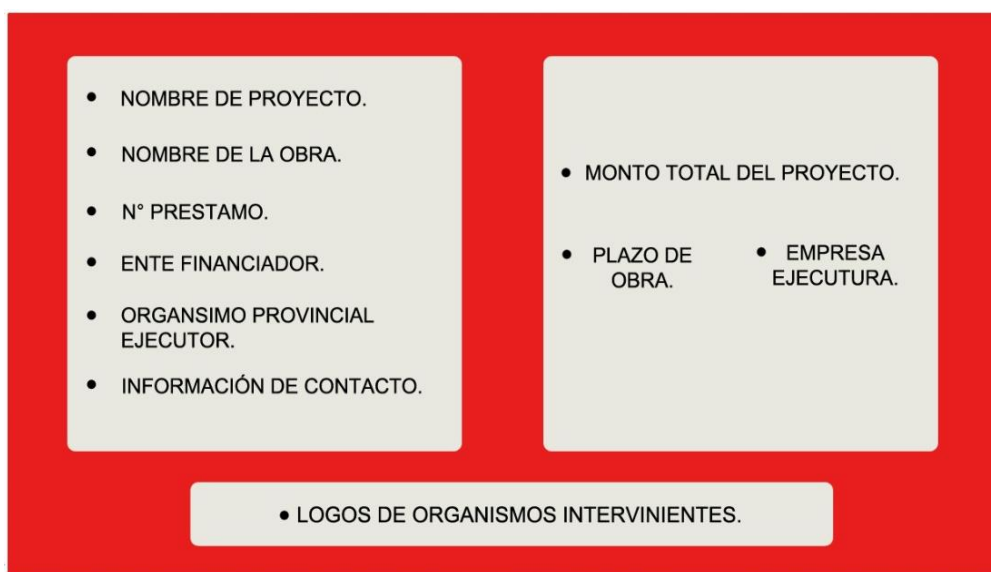 • NOMBRE DE PROYECTO.
• NOMBRE DE LA OBRA.
• N° PRESTAMO.
• ENTE FINANCIADOR.
• ORGANSIMO PROVINCIAL
EJECUTOR.
• INFORMACIÓN DE CONTACTO.
• MONTO TOTAL DEL PROYECTO.
• PLAZO DE
OBRA.
• EMPRESA
EJECUTURA.
• LOGOS DE ORGANISMOS INTERVINIENTES.